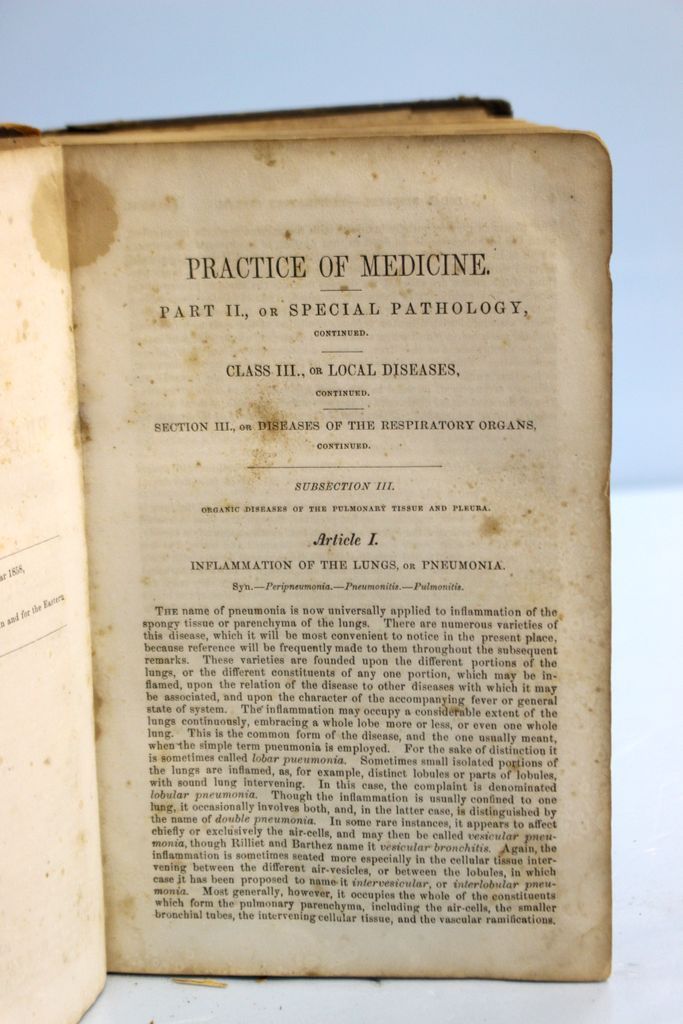 ar 1858,
n and for the Eastern
PRACTICE OF MEDICINE.
PART II., OR SPECIAL PATHOLOGY,
CONTINUED.
CLASS III., OR LOCAL DISEASES,
CONTINUED.
SECTION III., OR DISEASES OF THE RESPIRATORY ORGANS,
CONTINUED.
SUBSECTION III.
ORGANIC DISEASES OF THE PULMONARY TISSUE AND PLEURA.
Article I.
INFLAMMATION OF THE LUNGS, OR PNEUMONIA.
Syn.—Peripneumonia.—Pneumonitis.—Pulmonitis.
THE name of pneumonia is now universally applied to inflammation of the
spongy tissue or parenchyma of the lungs. There are numerous varieties of
this disease, which it will be most convenient to notice in the present place,
because reference will be frequently made to them throughout the subsequent
remarks. These varieties are founded upon the different portions of the
lungs, or the different constituents of any one portion, which may be in-
flamed, upon the relation of the disease to other diseases with which it may
be associated, and upon the character of the accompanying fever or general
state of system. The inflammation may occupy a considerable extent of the
lungs continuously, embracing a whole lobe more or less, or even one whole
lung. This is the common form of the disease, and the one usually meant,
when the simple term pneumonia is employed. For the sake of distinction it
is sometimes called lobar pneumonia. Sometimes small isolated portions of
the lungs are inflamed, as, for example, distinct lobules or parts of lobules,
with sound lung intervening. In this case, the complaint is denominated
lobular pneumonia. Though the inflammation is usually confined to one
lung, it occasionally involves both, and, in the latter case, is distinguished by
the name of double pneumonia. In some rare instances, it appears to affect
chiefly or exclusively the air-cells, and may then be called vesicular pneu-
monia, though Rilliet and Barthez name it vesicular bronchitis. Again, the
inflammation is sometimes seated more especially in the cellular tissue inter-
vening between the different air-vesicles, or between the lobules, in which
case it has been proposed to name it intervesicular, or interlobular pneu-
monia. Most generally, however, it occupies the whole of the constituents
which form the pulmonary parenchyma, including the air-cells, the smaller
bronchial tubes, the intervening cellular tissue, and the vascular ramifications.